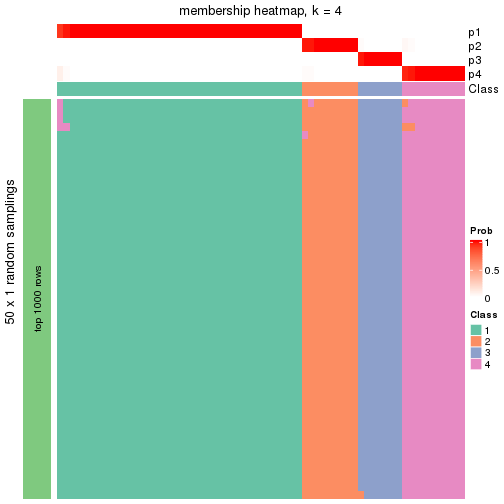 membership heatmap, k = 4
p1
p2
p3
p4
Class
50 x 1 random samplings
top 1000 rows
Prob
1
0.5
0
Class
1
2
3
4